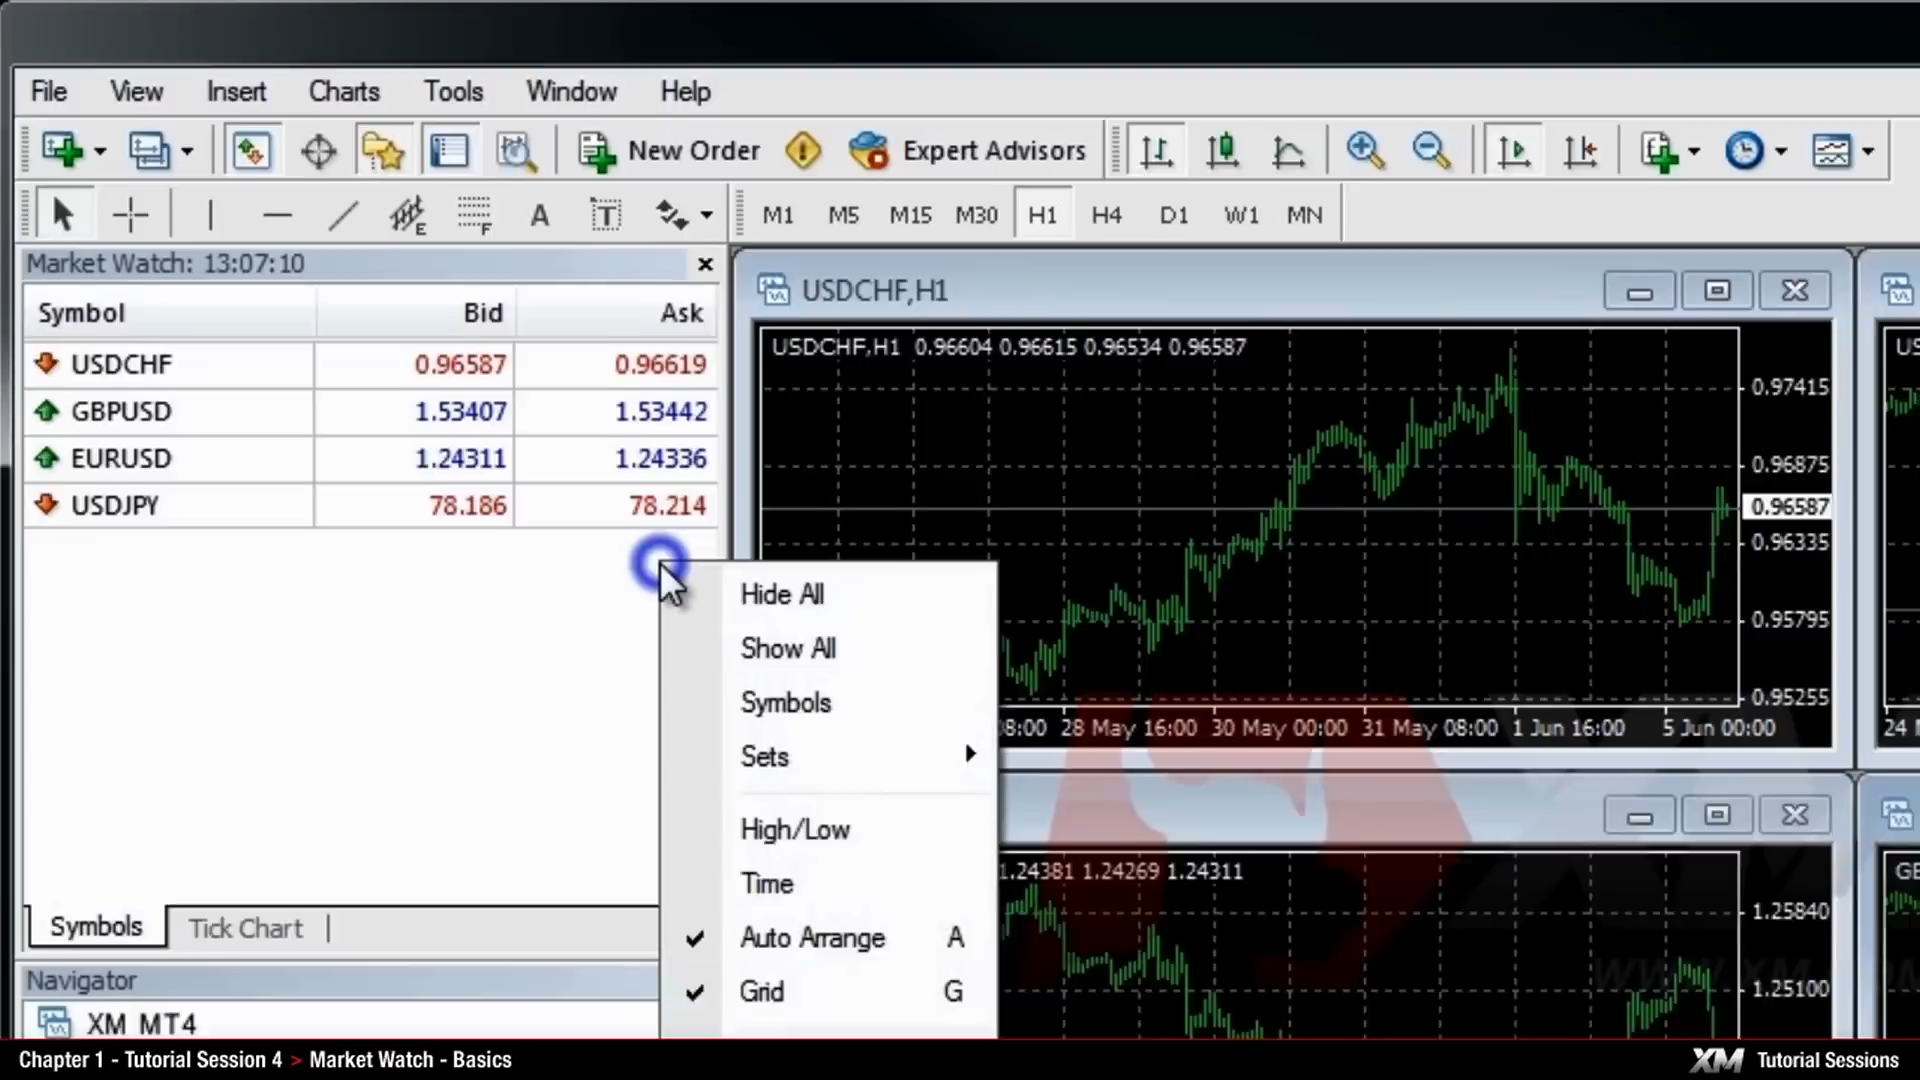 File View Insert Charts Tools Window Help
New Order Expert Advisors
E F A T M1 M5 M15 M30 H1 H4 D1 W1 MN
Market Watch: 13:07:10
Symbol Bid Ask
USDCHF 0.96587 0.96619
GBPUSD 1.53407 1.53442
EURUSD 1.24311 1.24336
USDJPY 78.186 78.214
Symbols Tick Chart
Navigator
XM MT4
Hide All
Show All
Symbols
Sets
High/Low
Time
Auto Arrange A
Grid G
USDCHF,H1
USDCHF,H1 0.96604 0.96615 0.96534 0.96587
0.97415
0.96875
0.96587
0.96335
0.95795
0.95255
08:00 28 May 16:00 30 May 00:00 31 May 08:00 1 Jun 16:00 5 Jun 00:00
US
24
1.24381 1.24269 1.24311
1.25840
1.25100
Chapter 1 - Tutorial Session 4 > Market Watch - Basics
XM Tutorial Sessions